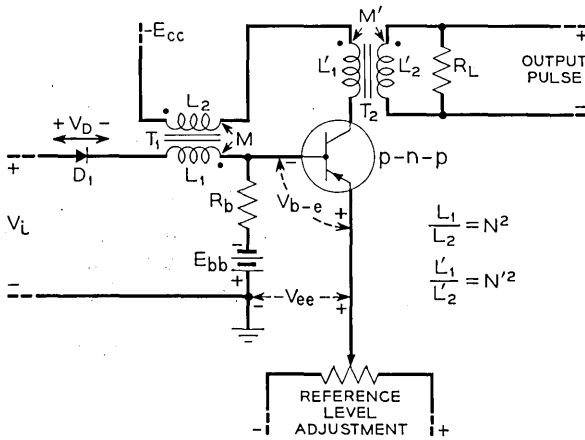 -Ecc
M'
+
L'1
L'2
RL
OUTPUT
PULSE
-
T2
L2
+ VD -
T1
M
L1
D1
+
-
p-n-p
Vb-e
+
Rb
Vi
-
Ebb
+
L1/L2 = N²
L'1/L'2 = N'²
-
-
Vee
+
REFERENCE
LEVEL
ADJUSTMENT
-
+